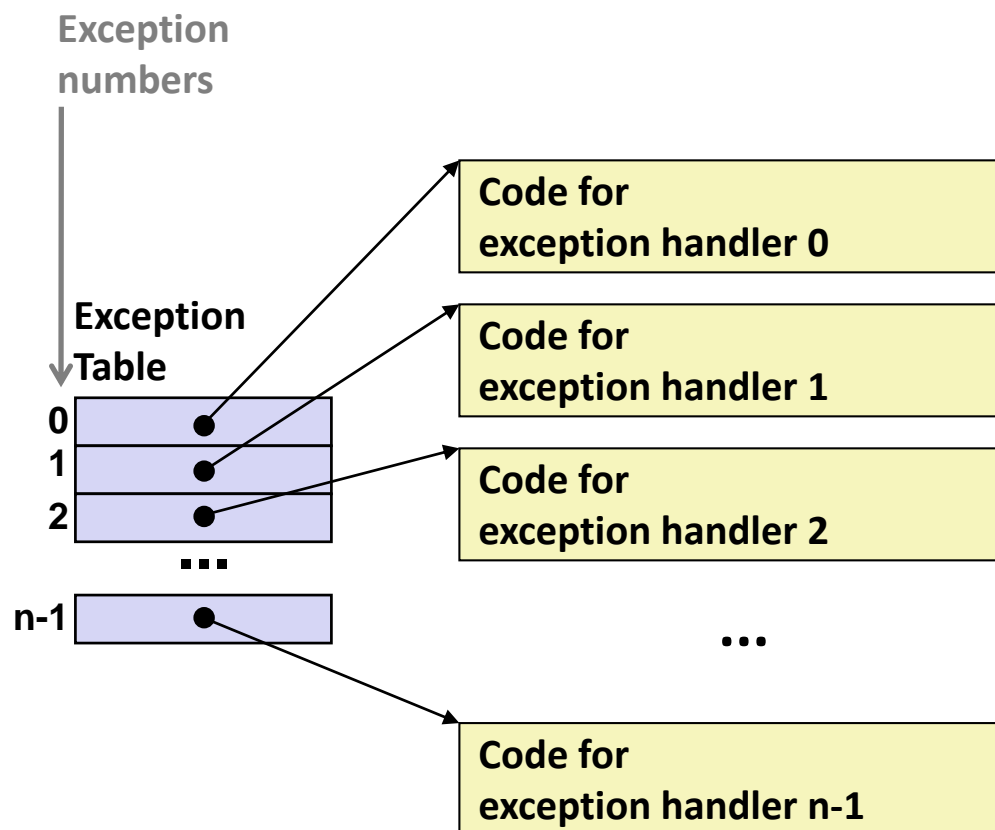 Exception
numbers
Code for
exception handler 0
Exception
Table
Code for
exception handler 1
0
1
2
Code for
exception handler 2
...
n-1
...
Code for
exception handler n-1